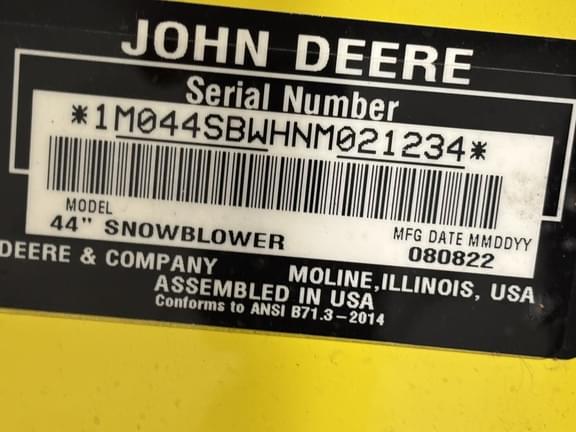 JOHN DEERE
Serial Number
*1M044SBWHNM021234*
MODEL
44" SNOWBLOWER
MFG DATE MMDDYY
080822
DEERE & COMPANY
MOLINE, ILLINOIS, USA
ASSEMBLED IN USA
Conforms to ANSI B71.3-2014